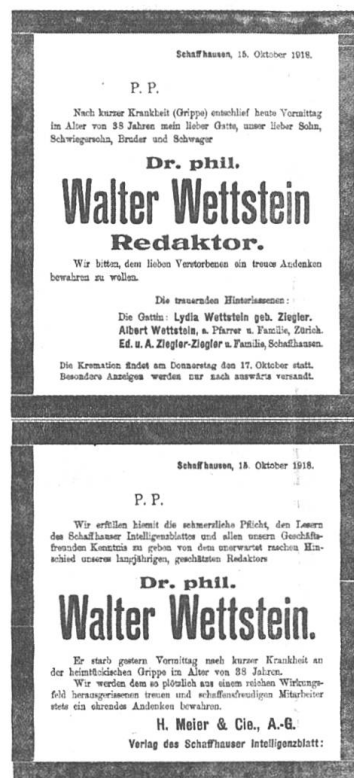 Schaffhausen, 15. Oktober 1918.
P. P.
Nach kurzer Krankheit (Grippe) entschlief heute Vormittag
im Alter von 38 Jahren mein lieber Gatte, unser lieber Sohn,
Schwiegersohn, Bruder und Schwager
Dr. phil.
Walter Wettstein
Redaktor.
Wir bitten, dem lieben Verstorbenen ein treues Andenken
bewahren zu wollen.
Die trauernden Hinterlassenen:
Die Gattin: Lydia Wettstein geb. Ziegler.
Albert Wettstein, a. Pfarrer u. Familie, Zürich.
Ed. u. A. Ziegler-Ziegler u. Familie, Schaffhausen.
Die Kremation findet am Donnerstag den 17. Oktober statt.
Besondere Anzeigen werden nur nach auswärts versandt.
Schaffhausen, 15. Oktober 1918.
P. P.
Wir erfüllen hiemit die schmerzliche Pflicht, den Lesern
des Schaffhauser Intelligenzblattes und allen unsern Geschäfts-
freunden Kenntnis zu geben von dem unerwartet raschen Hin-
schied unseres langjährigen, geschätzten Redaktors
Dr. phil.
Walter Wettstein.
Er starb gestern Vormittag nach kurzer Krankheit an
der heimtückischen Grippe im Alter von 38 Jahren.
Wir werden dem so plötzlich aus einem reichen Wirkungs-
feld herausgerissenen treuen und schaffensfreudigen Mitarbeiter
stets ein ehrendes Andenken bewahren.
H. Meier & Cie., A.-G.
Verlag des Schaffhauser Intelligenzblatt: